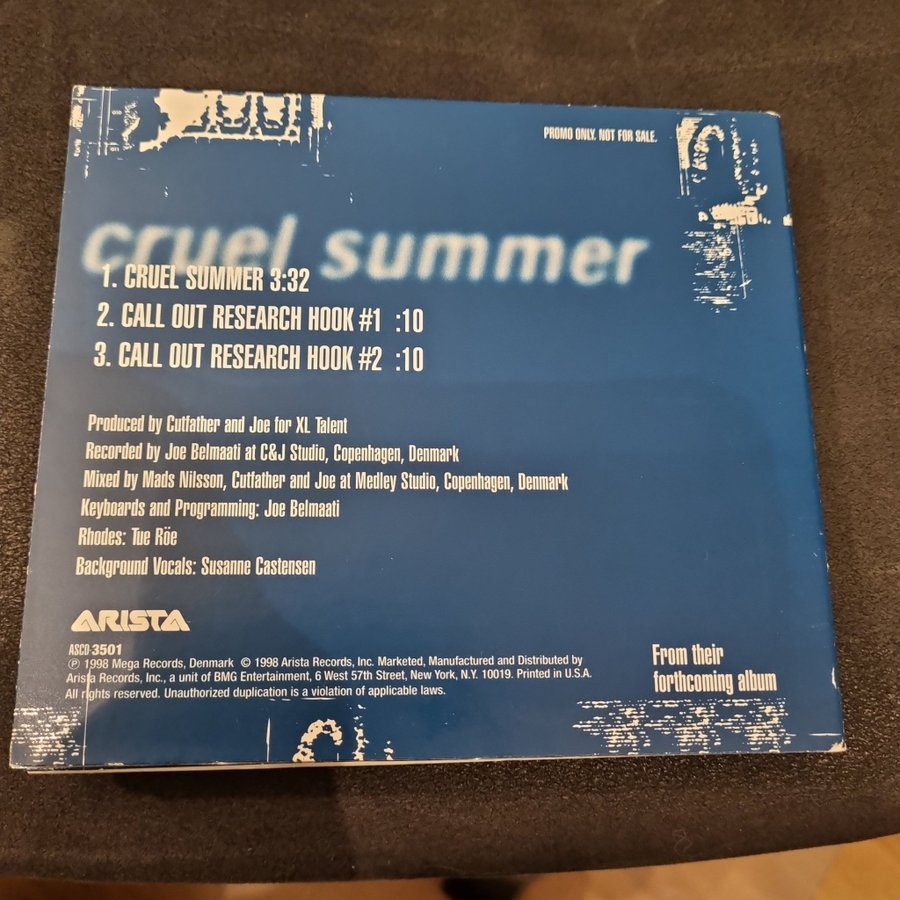 PROMO ONLY. NOT FOR SALE.
cruel summer
1. CRUEL SUMMER 3:32
2. CALL OUT RESEARCH HOOK #1 :10
3. CALL OUT RESEARCH HOOK #2 :10
Produced by Cutfather and Joe for XL Talent
Recorded by Joe Belmaati at C&J Studio, Copenhagen, Denmark
Mixed by Mads Nilsson, Cutfather and Joe at Medley Studio, Copenhagen, Denmark
Keyboards and Programming: Joe Belmaati
Rhodes: Tue Röe
Background Vocals: Susanne Castensen
ARISTA
ASCD 3501
℗ 1998 Mega Records, Denmark © 1998 Arista Records, Inc. Marketed, Manufactured and Distributed by
Arista Records, Inc., a unit of BMG Entertainment, 6 West 57th Street, New York, N.Y. 10019. Printed in U.S.A.
All rights reserved. Unauthorized duplication is a violation of applicable laws.
From their
forthcoming album